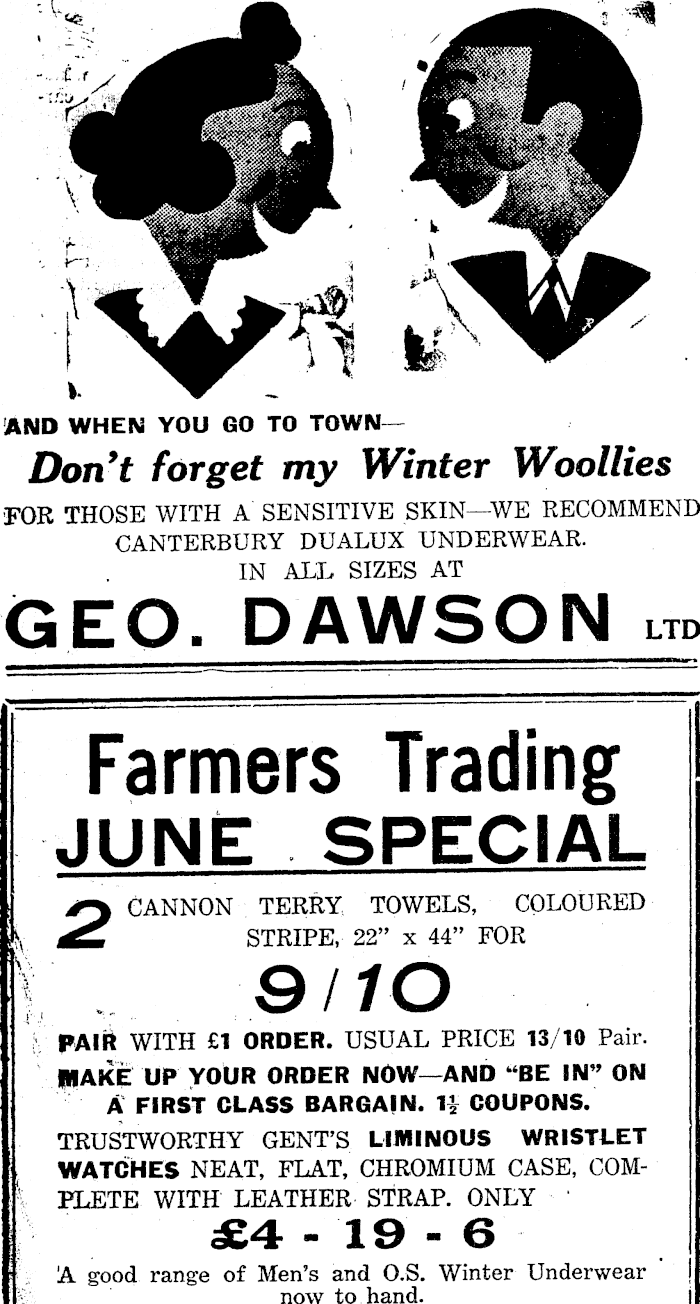 AND WHEN YOU GO TO TOWN—
Don't forget my Winter Woollies
FOR THOSE WITH A SENSITIVE SKIN—WE RECOMMEND
CANTERBURY DUALUX UNDERWEAR.
IN ALL SIZES AT
GEO. DAWSON LTD
Farmers Trading
JUNE SPECIAL
2 CANNON TERRY TOWELS, COLOURED
STRIPE, 22” x 44” FOR
9/10
PAIR WITH £1 ORDER. USUAL PRICE 13/10 Pair.
MAKE UP YOUR ORDER NOW—AND “BE IN” ON
A FIRST CLASS BARGAIN. 1½ COUPONS.
TRUSTWORTHY GENT'S LIMINOUS WRISTLET
WATCHES NEAT, FLAT, CHROMIUM CASE, COM-
PLETE WITH LEATHER STRAP. ONLY
£4 - 19 - 6
A good range of Men's and O.S. Winter Underwear
now to hand.